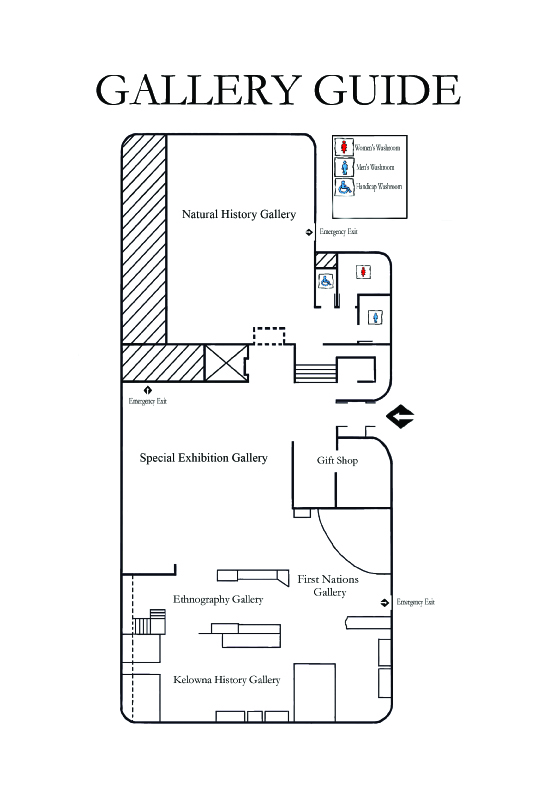 GALLERY GUIDE
Women's Washroom
Men's Washroom
Handicap Washroom
Natural History Gallery
Emergency Exit
Emergency Exit
Special Exhibition Gallery
Gift Shop
First Nations
Gallery
Ethnography Gallery
Emergency Exit
Kelowna History Gallery